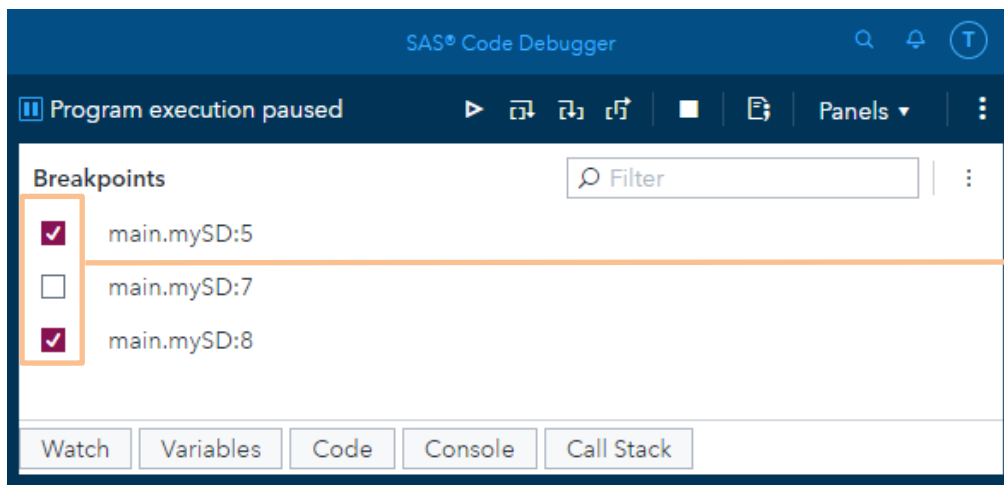 SAS® Code Debugger
T
Program execution paused
Panels
Breakpoints
Filter
main.mySD:5
main.mySD:7
main.mySD:8
Watch Variables Code Console Call Stack